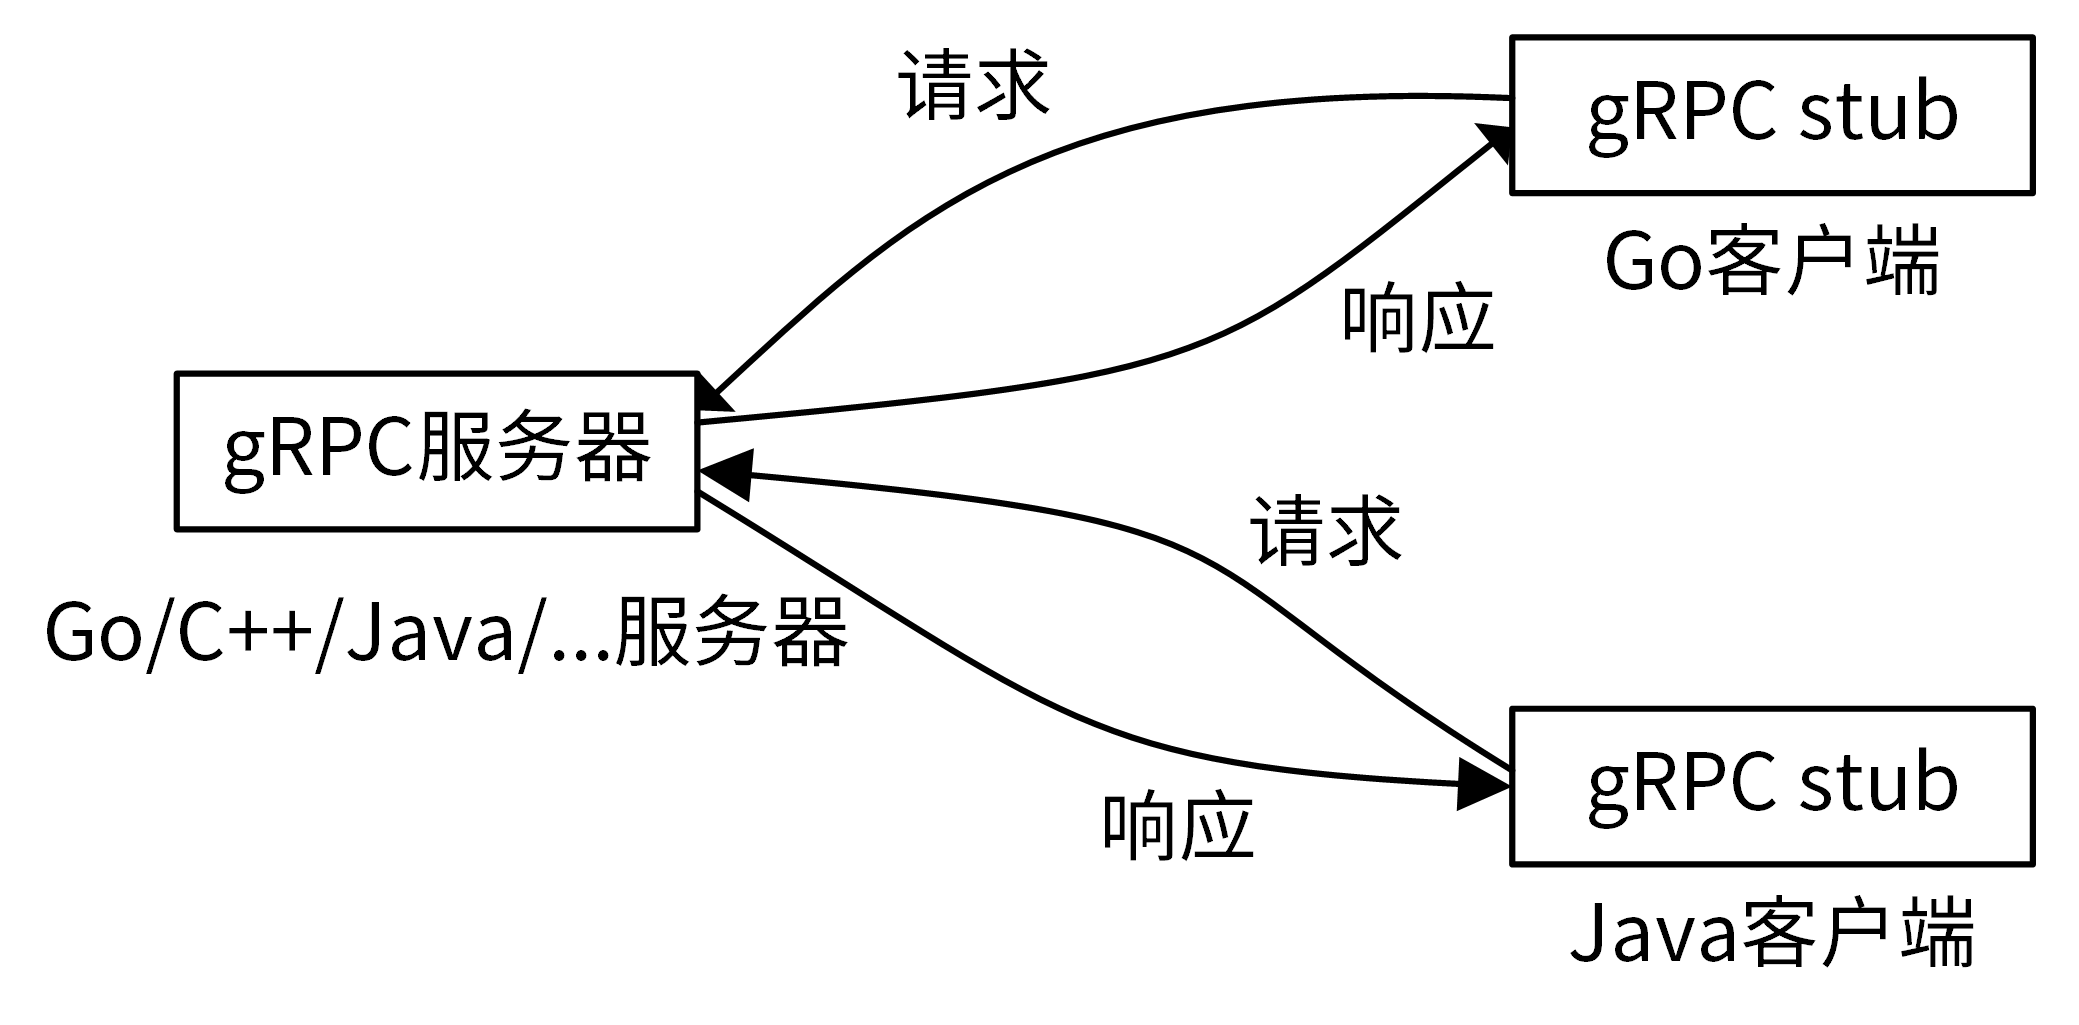 请求
gRPC stub
Go客户端
响应
gRPC服务器
请求
Go/C++/Java/...服务器
gRPC stub
响应
Java客户端